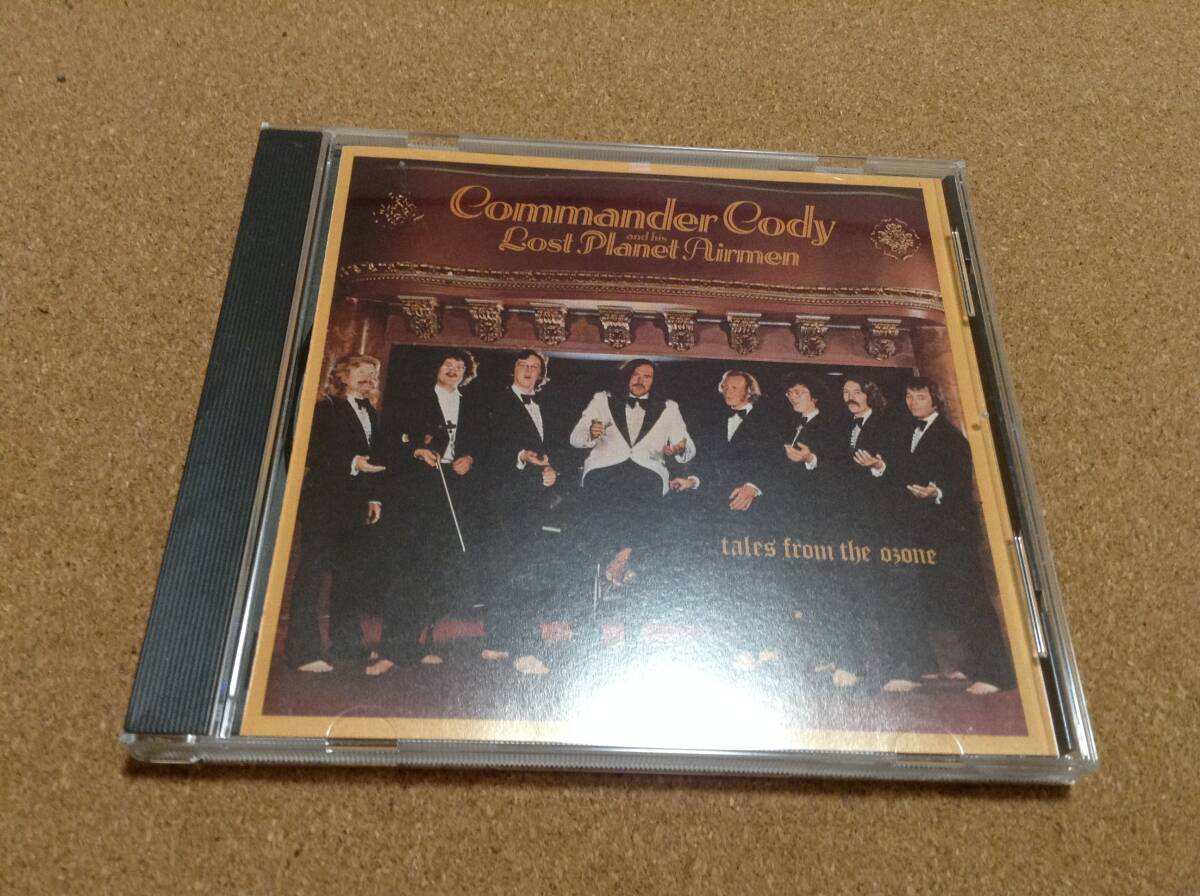 Commander Cody
and his
Lost Planet Airmen
tales from the ozone